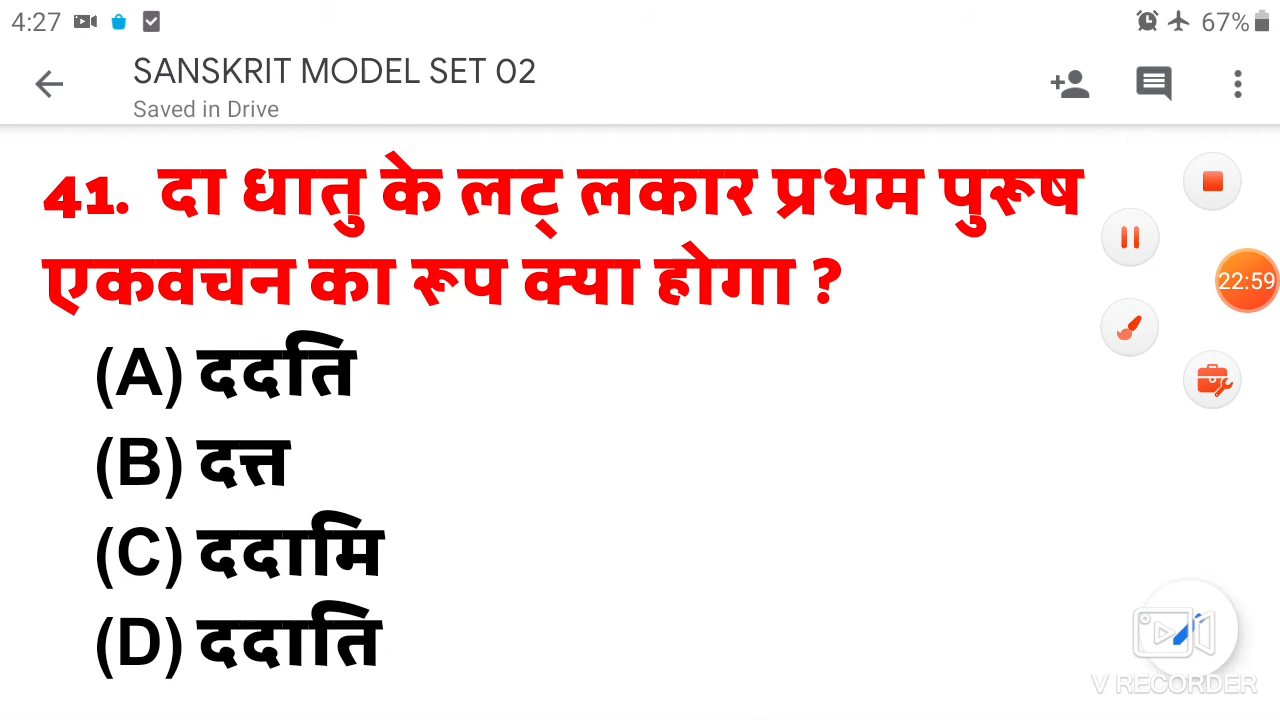 4:27
67%
SANSKRIT MODEL SET 02
Saved in Drive
41. दा धातु के लट् लकार प्रथम पुरूष
एकवचन का रूप क्या होगा ?
22:59
(A) ददति
(B) दत्त
(C) ददामि
(D) ददाति
V RECORDER